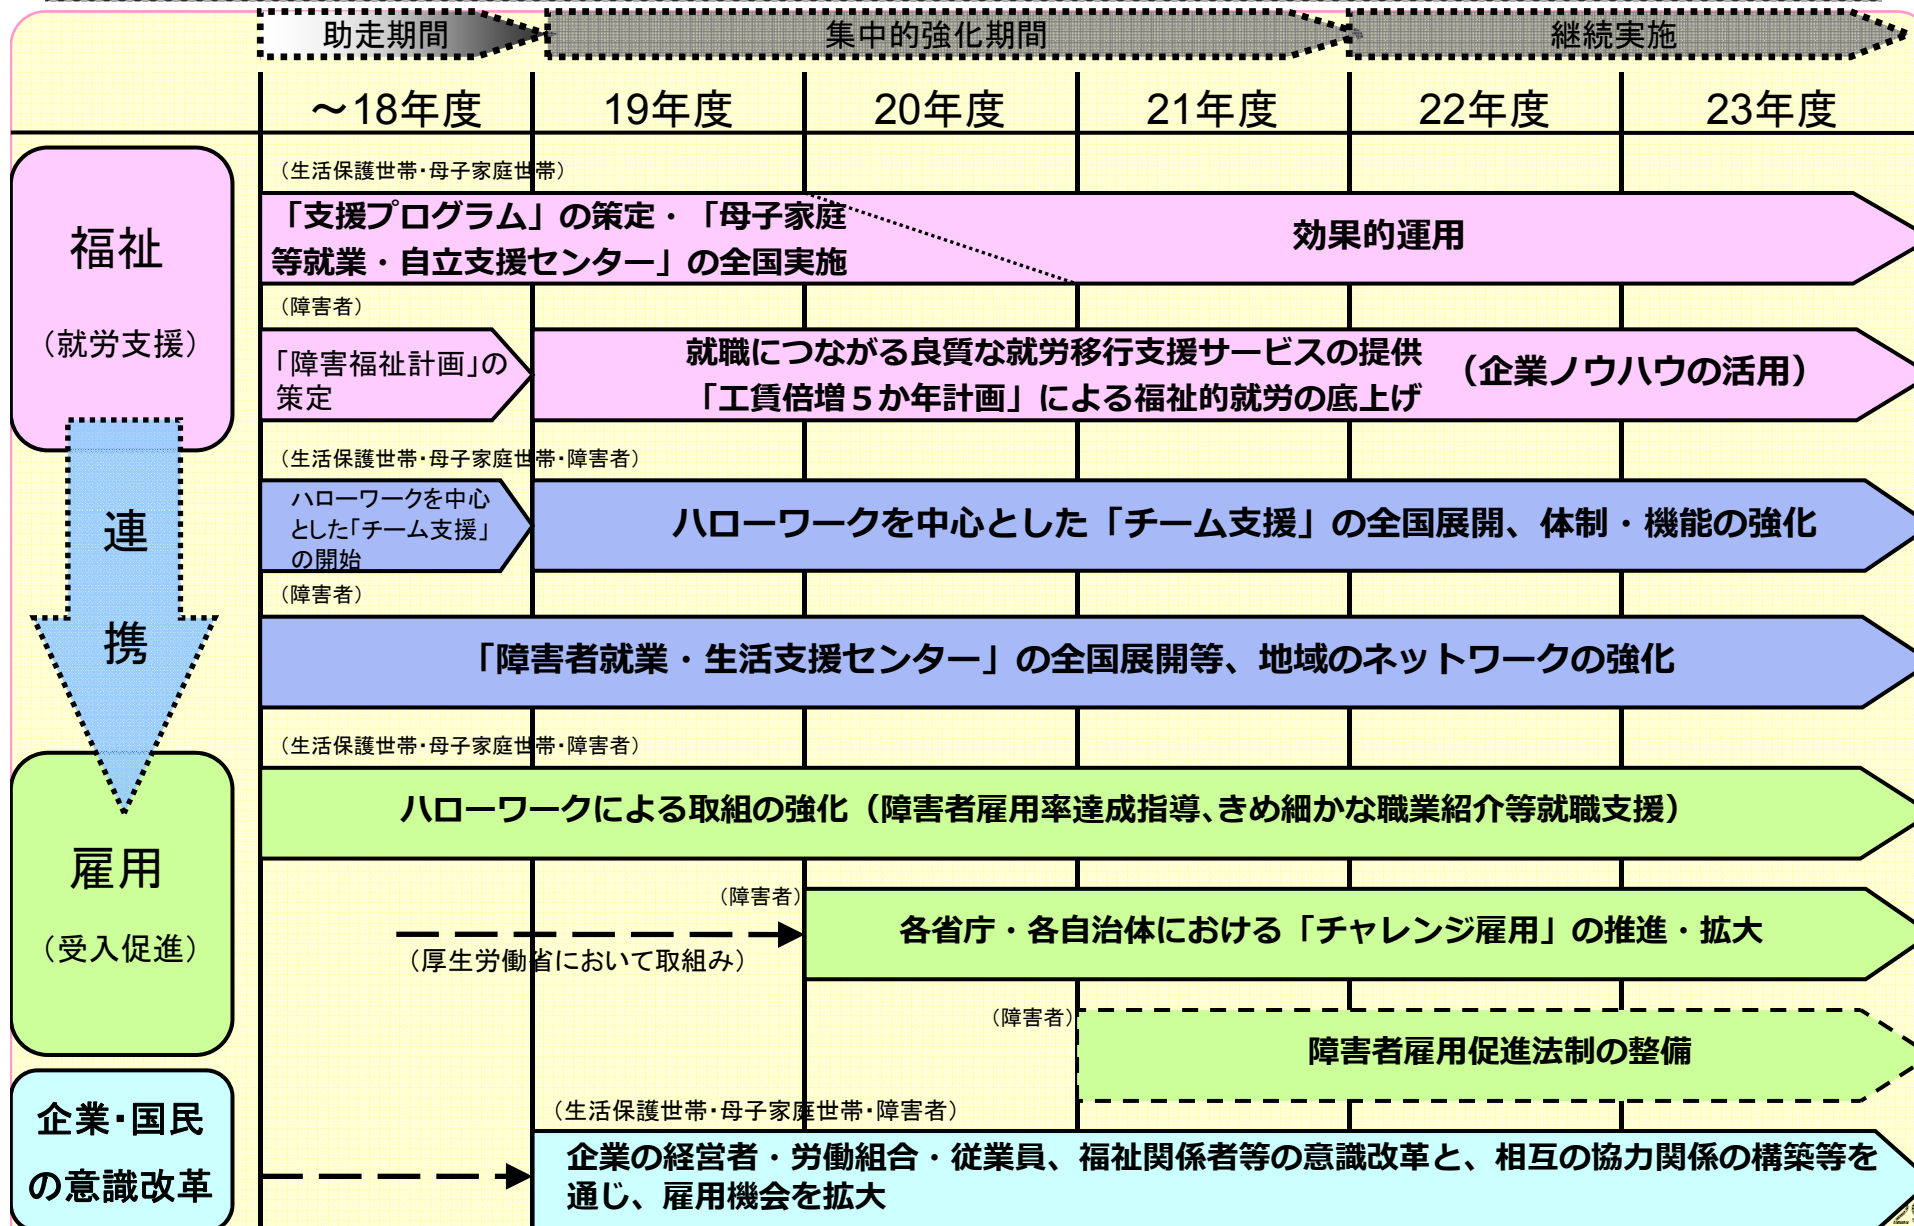 助走期間
集中的強化期間
継続実施
～18年度
19年度
20年度
21年度
22年度
23年度
福祉
（就労支援）
（生活保護世帯・母子家庭世帯）
「支援プログラム」の策定・「母子家庭
等就業・自立支援センター」の全国実施
効果的運用
（障害者）
「障害福祉計画」の
策定
就職につながる良質な就労移行支援サービスの提供
「工賃倍増５か年計画」による福祉的就労の底上げ
（企業ノウハウの活用）
連
携
（生活保護世帯・母子家庭世帯・障害者）
ハローワークを中心
とした「チーム支援」
の開始
ハローワークを中心とした「チーム支援」の全国展開、体制・機能の強化
（障害者）
「障害者就業・生活支援センター」の全国展開等、地域のネットワークの強化
雇用
（受入促進）
（生活保護世帯・母子家庭世帯・障害者）
ハローワークによる取組の強化（障害者雇用率達成指導、きめ細かな職業紹介等就職支援）
（障害者）
（厚生労働省において取組み）
各省庁・各自治体における「チャレンジ雇用」の推進・拡大
（障害者）
障害者雇用促進法制の整備
企業・国民
の意識改革
（生活保護世帯・母子家庭世帯・障害者）
企業の経営者・労働組合・従業員、福祉関係者等の意識改革と、相互の協力関係の構築等を
通じ、雇用機会を拡大